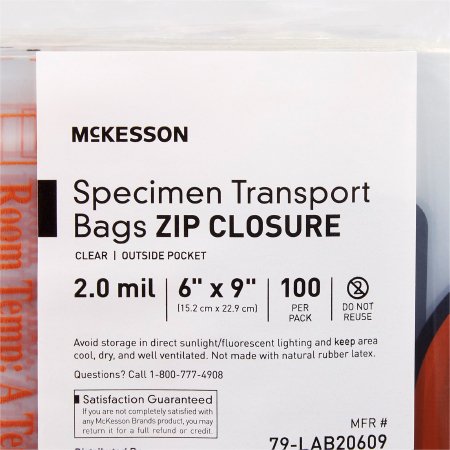 McKESSON
Specimen Transport
Bags ZIP CLOSURE
CLEAR | OUTSIDE POCKET
2.0 mil | 6" x 9" | 100 |
(15.2 cm x 22.9 cm)
PER
PACK
DO NOT
REUSE
Avoid storage in direct sunlight/fluorescent lighting and keep area
cool, dry, and well ventilated. Not made with natural rubber latex.
Questions? Call 1-800-777-4908
Satisfaction Guaranteed
If you are not completely satisfied with
any McKesson Brands product, you may
return it for a full refund or credit.
MFR #
79-LAB20609
Room Temp: